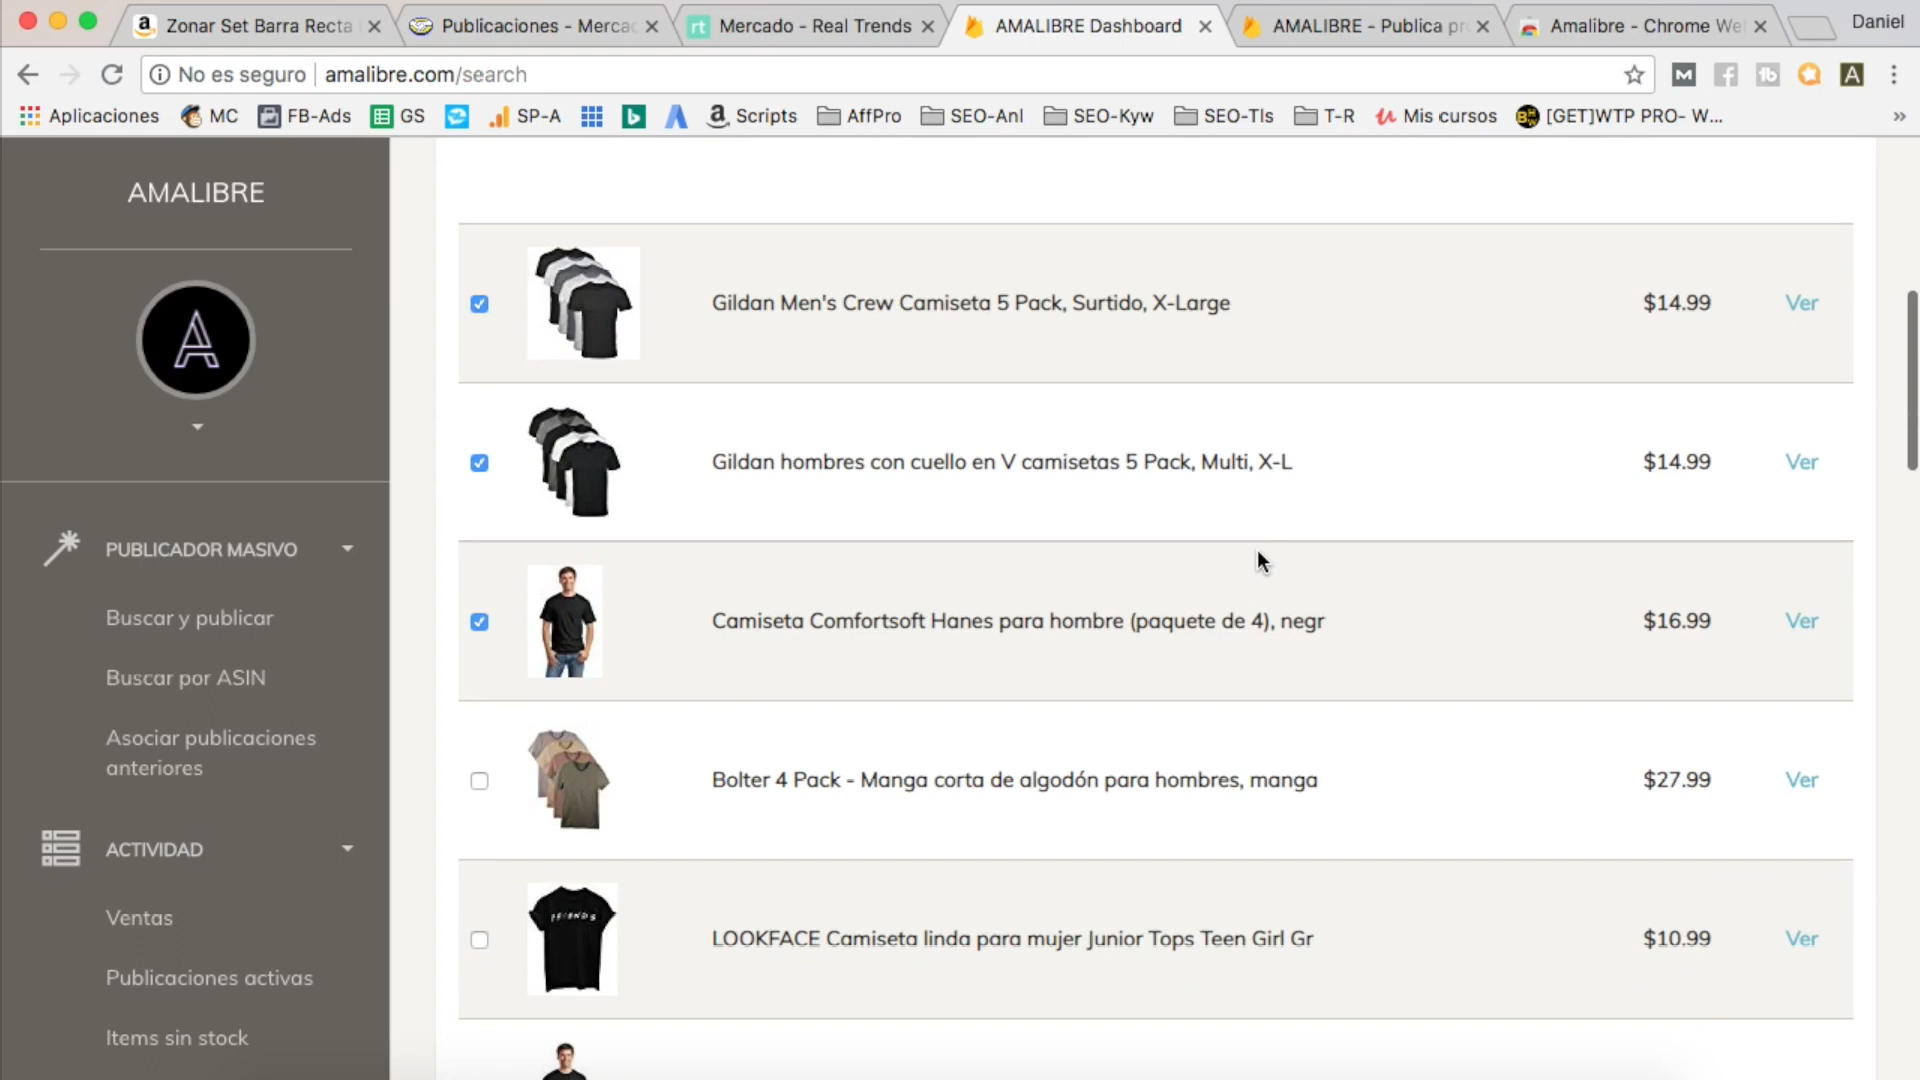 Zonar Set Barra Recta
Publicaciones - Merca
Mercado - Real Trends
AMALIBRE Dashboard
AMALIBRE - Publica pr
Amalibre - Chrome We
Daniel
No es seguro
amalibre.com/search
Aplicaciones
MC
FB-Ads
GS
SP-A
Scripts
AffPro
SEO-Anl
SEO-Kyw
SEO-Tls
T-R
Mis cursos
[GET]WTP PRO- W...
AMALIBRE
PUBLICADOR MASIVO
Buscar y publicar
Buscar por ASIN
Asociar publicaciones
anteriores
ACTIVIDAD
Ventas
Publicaciones activas
Items sin stock
Gildan Men's Crew Camiseta 5 Pack, Surtido, X-Large $14.99 Ver
Gildan hombres con cuello en V camisetas 5 Pack, Multi, X-L $14.99 Ver
Camiseta Comfortsoft Hanes para hombre (paquete de 4), negr $16.99 Ver
Bolter 4 Pack - Manga corta de algodón para hombres, manga $27.99 Ver
FRIENDS
LOOKFACE Camiseta linda para mujer Junior Tops Teen Girl Gr $10.99 Ver